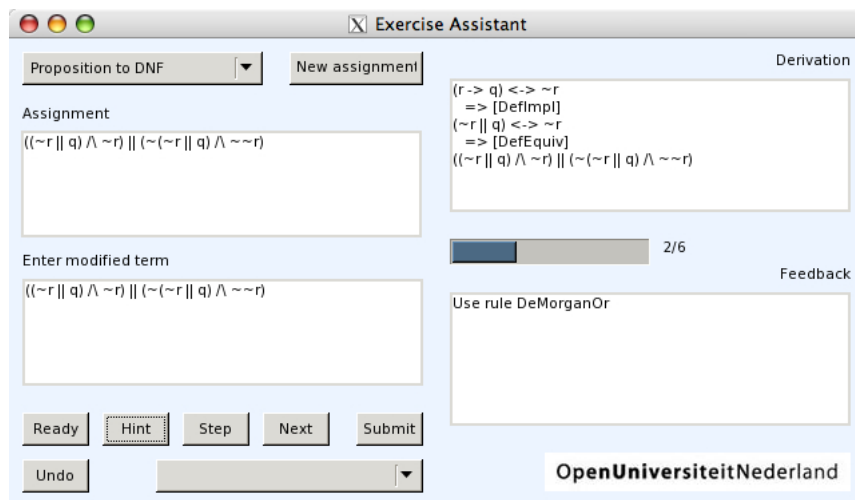 X Exercise Assistant
Proposition to DNF
New assignment
Assignment
((~r || q) /\ ~r) || (~(~r || q) /\ ~~r)
Enter modified term
((~r || q) /\ ~r) || (~(~r || q) /\ ~~r)
Ready Hint Step Next Submit
Undo
Derivation
(r -> q) <-> ~r
=> [DefImpl]
(~r || q) <-> ~r
=> [DefEquiv]
((~r || q) /\ ~r) || (~(~r || q) /\ ~~r)
2/6
Feedback
Use rule DeMorganOr
OpenUniversiteitNederland